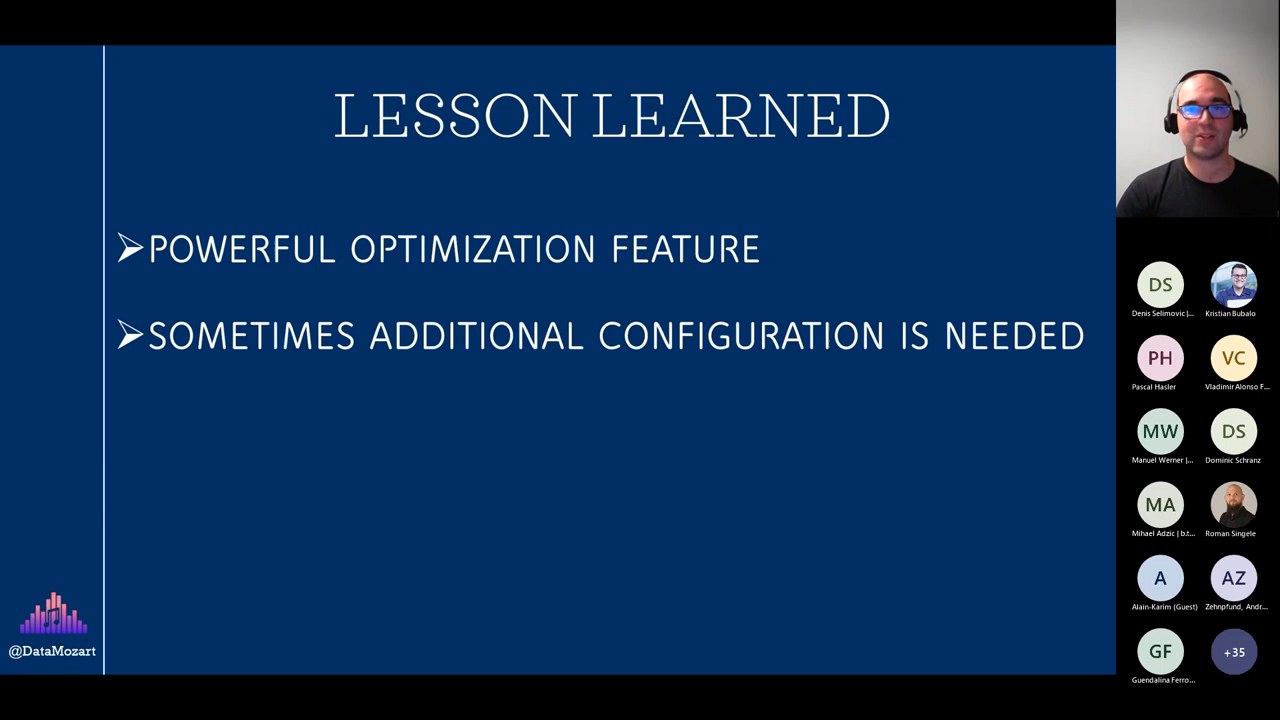 LESSON LEARNED
POWERFUL OPTIMIZATION FEATURE
SOMETIMES ADDITIONAL CONFIGURATION IS NEEDED
@DataMozart
DS
Denis Selimovic |...
Kristian Bubalo
PH
Pascal Hasler
VC
Vladimir Alonso F...
MW
Manuel Werner |...
DS
Dominic Schranz
MA
Mihael Adzic | b.t...
Roman Singele
A
Alain-Karim (Guest)
AZ
Zehnpfund, Andr...
GF
Guendalina Ferro...
+35